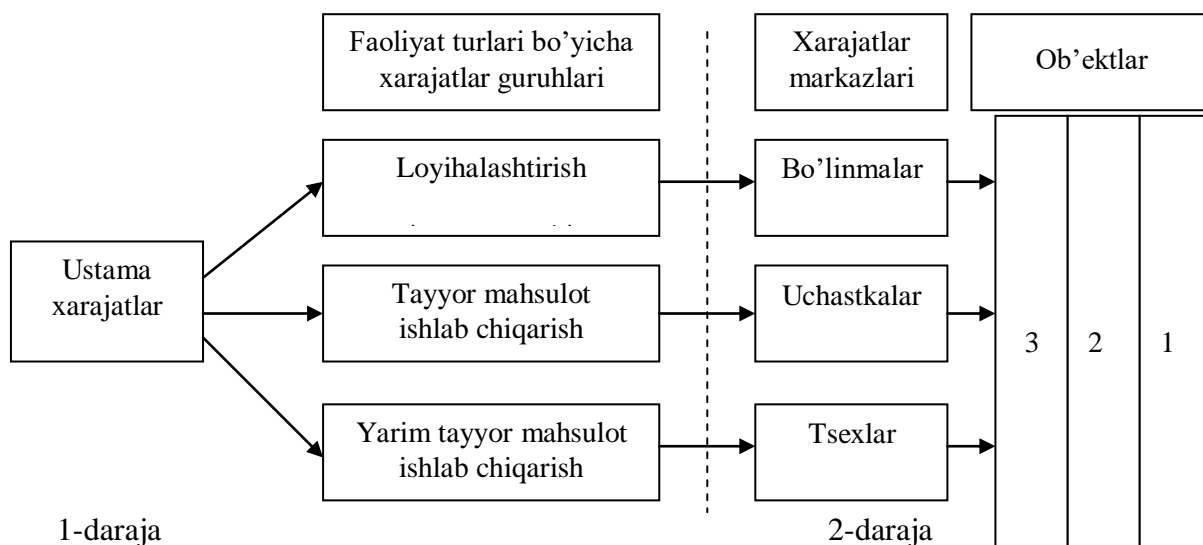 Faoliyat turlari bo’yicha
xarajatlar guruhlari
Xarajatlar
markazlari
Ob’ektlar
Loyihalashtirish
Bo’linmalar
Ustama
xarajatlar
Tayyor mahsulot
ishlab chiqarish
Uchastkalar
3
2
1
Yarim tayyor mahsulot
ishlab chiqarish
Tsexlar
1-daraja
2-daraja